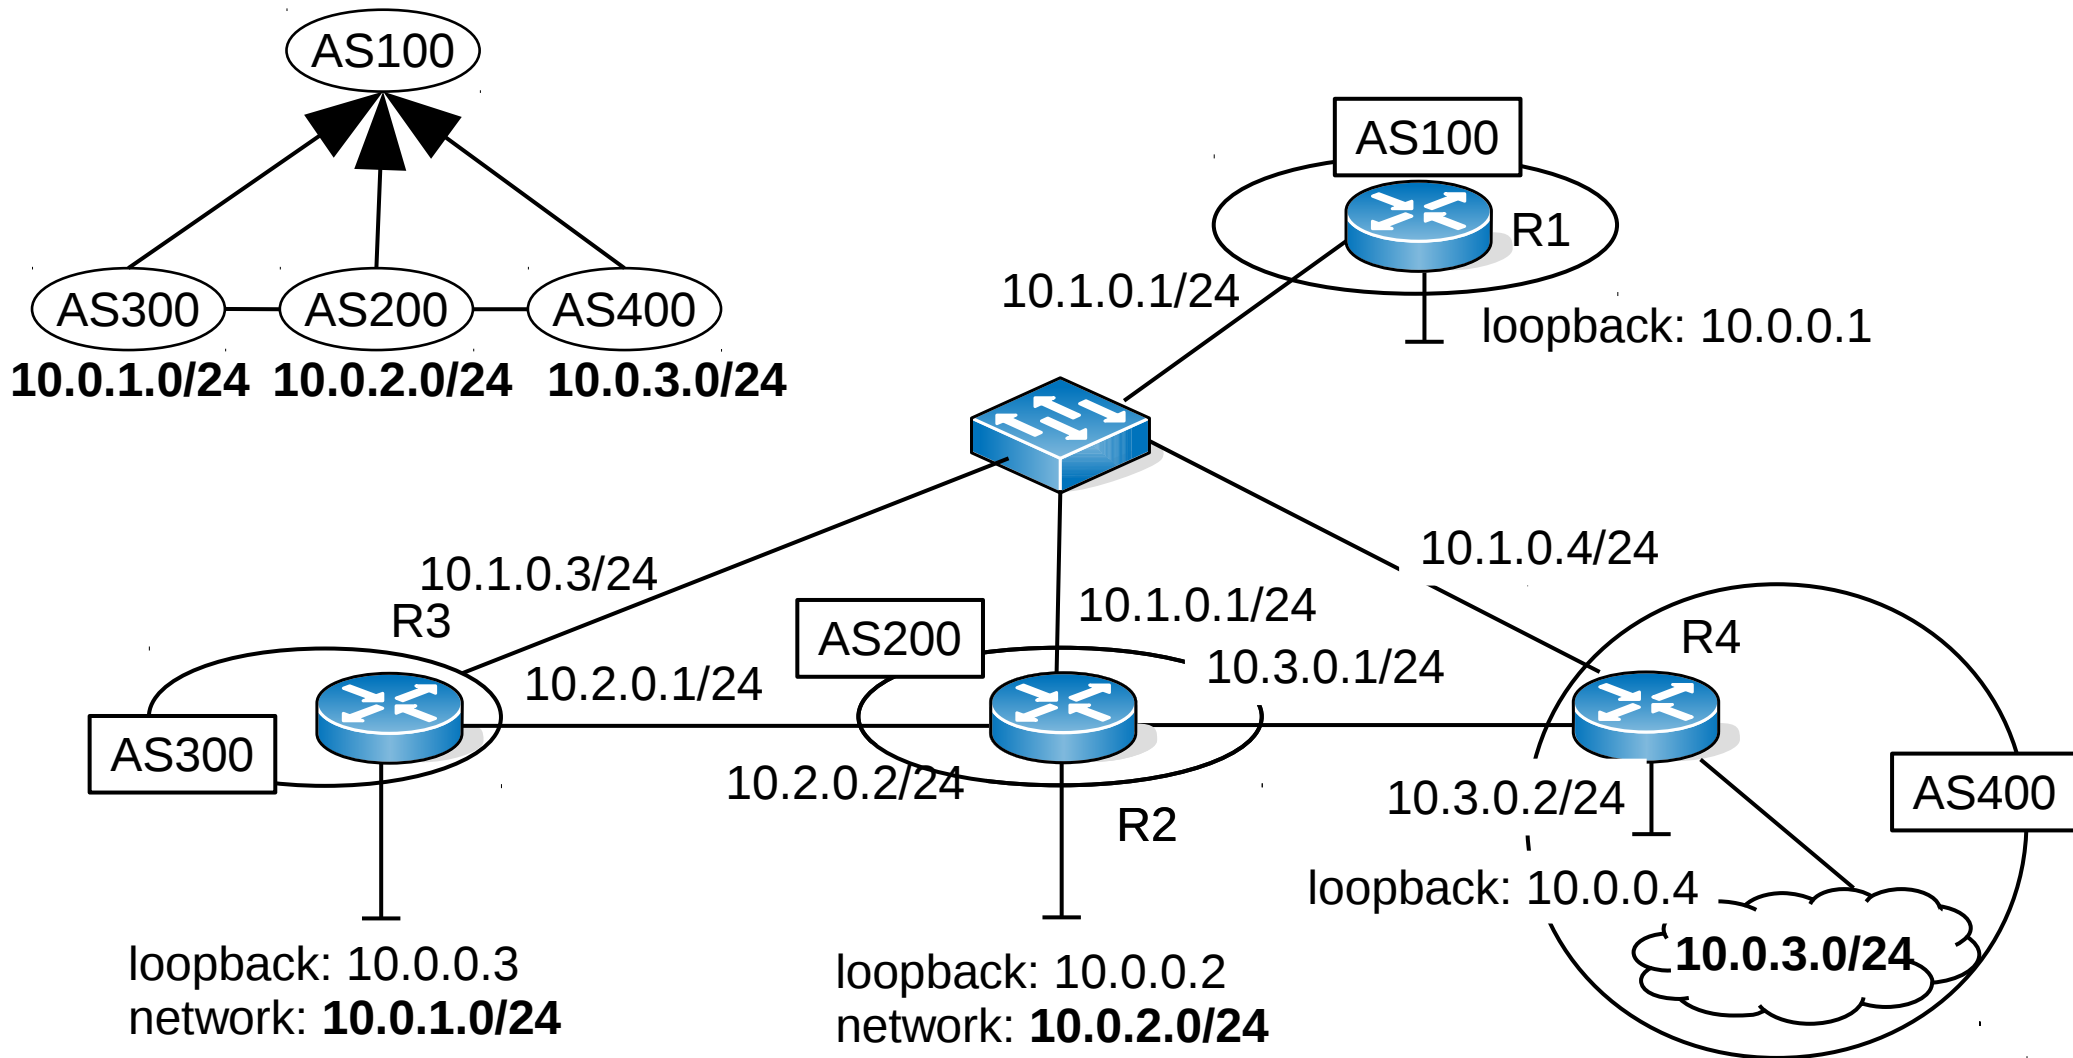 AS100
AS300
AS200
AS400
10.0.1.0/24
10.0.2.0/24
10.0.3.0/24
AS100
R1
10.1.0.1/24
loopback: 10.0.0.1
10.1.0.3/24
R3
10.1.0.4/24
10.1.0.1/24
AS200
R4
10.2.0.1/24
10.3.0.1/24
AS300
10.2.0.2/24
R2
10.3.0.2/24
AS400
loopback: 10.0.0.4
10.0.3.0/24
loopback: 10.0.0.3
network: 10.0.1.0/24
loopback: 10.0.0.2
network: 10.0.2.0/24